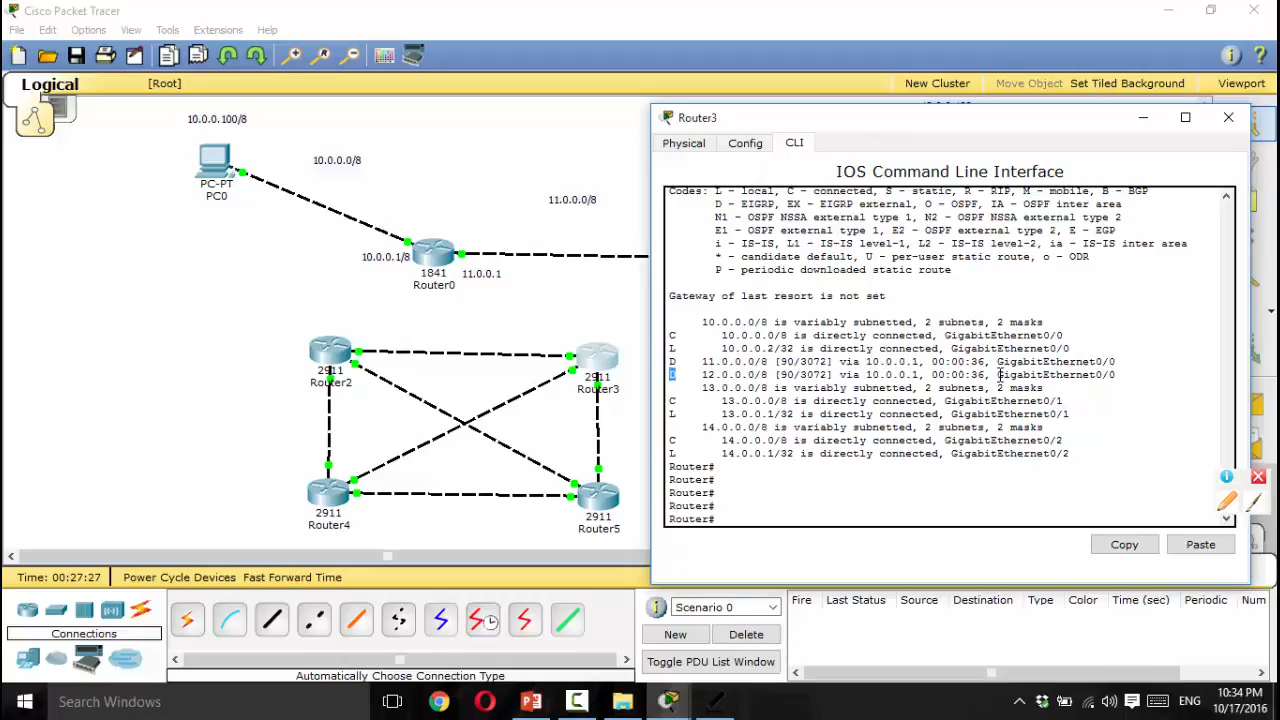 Cisco Packet Tracer
File Edit Options View Tools Extensions Help
Logical
[Root]
New Cluster
Move Object
Set Tiled Background
Viewport
10.0.0.100/8
PC-PT
PC0
10.0.0.0/8
11.0.0.0/8
10.0.0.1/8
11.0.0.1
1841
Router0
2911
Router2
2911
Router3
2911
Router4
2911
Router5
Router3
Physical Config CLI
IOS Command Line Interface
Codes: L - local, C - connected, S - static, R - RIP, M - mobile, B - BGP
D - EIGRP, EX - EIGRP external, O - OSPF, IA - OSPF inter area
N1 - OSPF NSSA external type 1, N2 - OSPF NSSA external type 2
E1 - OSPF external type 1, E2 - OSPF external type 2, E - EGP
i - IS-IS, L1 - IS-IS level-1, L2 - IS-IS level-2, ia - IS-IS inter area
* - candidate default, U - per-user static route, o - ODR
P - periodic downloaded static route
Gateway of last resort is not set
10.0.0.0/8 is variably subnetted, 2 subnets, 2 masks
C 10.0.0.0/8 is directly connected, GigabitEthernet0/0
L 10.0.0.2/32 is directly connected, GigabitEthernet0/0
D 11.0.0.0/8 [90/3072] via 10.0.0.1, 00:00:36, GigabitEthernet0/0
D 12.0.0.0/8 [90/3072] via 10.0.0.1, 00:00:36, GigabitEthernet0/0
13.0.0.0/8 is variably subnetted, 2 subnets, 2 masks
C 13.0.0.0/8 is directly connected, GigabitEthernet0/1
L 13.0.0.1/32 is directly connected, GigabitEthernet0/1
14.0.0.0/8 is variably subnetted, 2 subnets, 2 masks
C 14.0.0.0/8 is directly connected, GigabitEthernet0/2
L 14.0.0.1/32 is directly connected, GigabitEthernet0/2
Router#
Router#
Router#
Router#
Router#
Copy
Paste
Time: 00:27:27
Power Cycle Devices Fast Forward Time
Connections
Automatically Choose Connection Type
Scenario 0
New
Delete
Toggle PDU List Window
Fire Last Status Source Destination Type Color Time (sec) Periodic Num
Search Windows
ENG
10:34 PM
10/17/2016